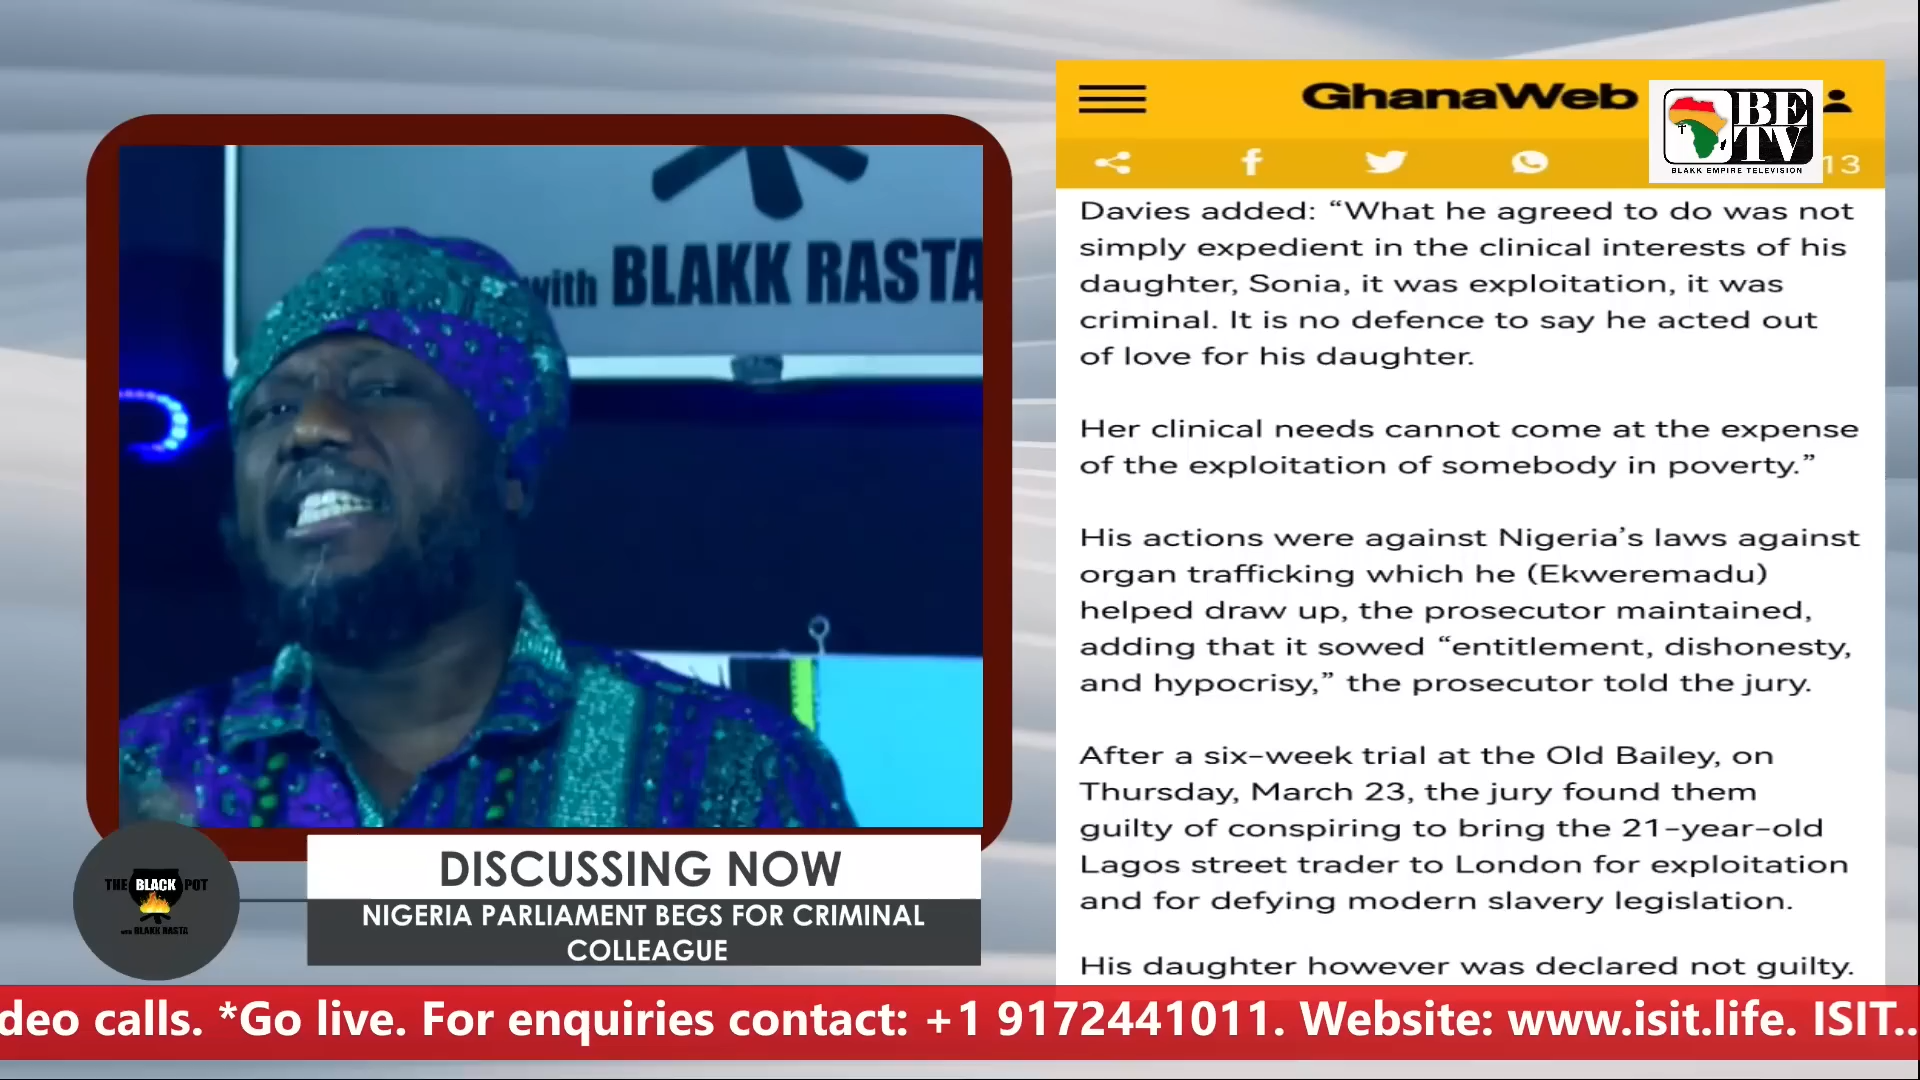 with BLAKK RASTA
THE BLACK POT
with BLAKK RASTA
DISCUSSING NOW
NIGERIA PARLIAMENT BEGS FOR CRIMINAL
COLLEAGUE
GhanaWeb
BE
TV
BLAKK EMPIRE TELEVISION
13
Davies added: “What he agreed to do was not
simply expedient in the clinical interests of his
daughter, Sonia, it was exploitation, it was
criminal. It is no defence to say he acted out
of love for his daughter.
Her clinical needs cannot come at the expense
of the exploitation of somebody in poverty.”
His actions were against Nigeria’s laws against
organ trafficking which he (Ekweremadu)
helped draw up, the prosecutor maintained,
adding that it sowed “entitlement, dishonesty,
and hypocrisy,” the prosecutor told the jury.
After a six-week trial at the Old Bailey, on
Thursday, March 23, the jury found them
guilty of conspiring to bring the 21-year-old
Lagos street trader to London for exploitation
and for defying modern slavery legislation.
His daughter however was declared not guilty.
deo calls. *Go live. For enquiries contact: +1 9172441011. Website: www.isit.life. ISIT..